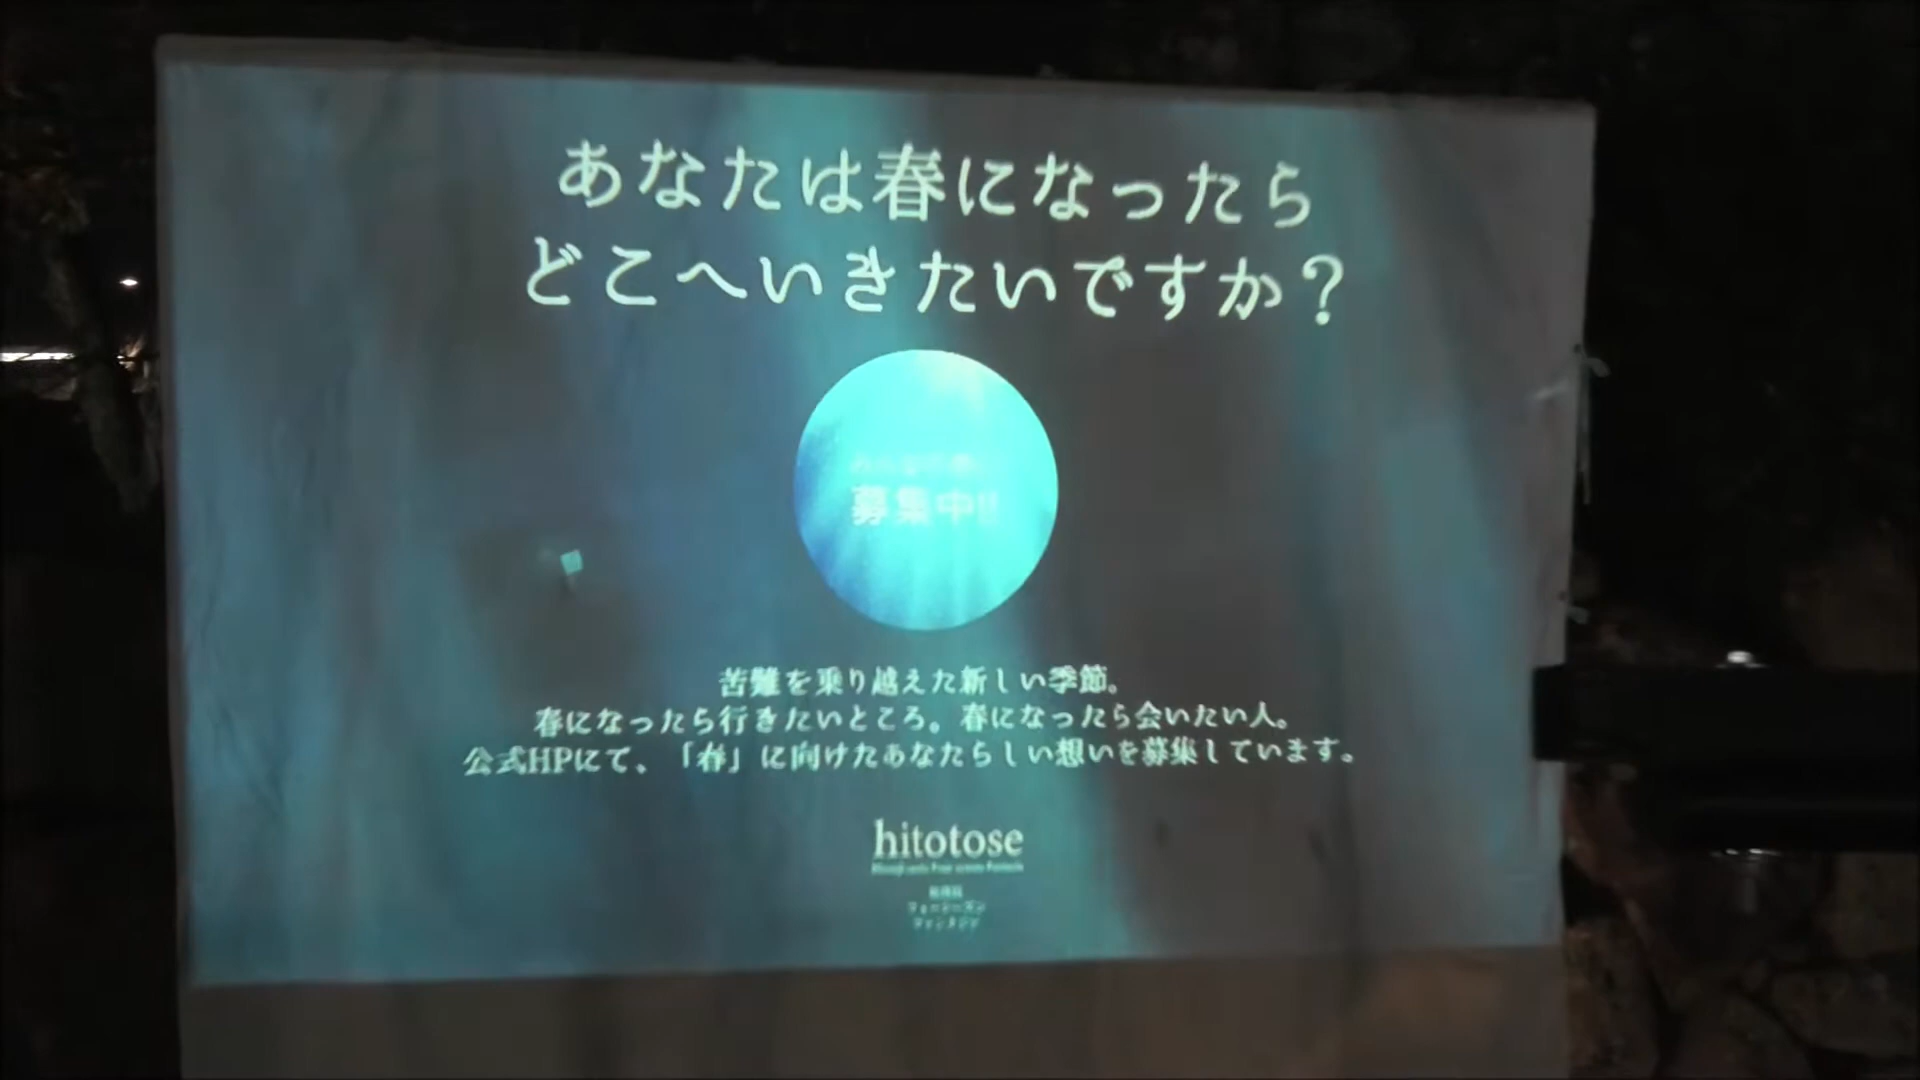 あなたは春になったら
どこへいきたいですか?
募集中!!
苦難を乗り越えた新しい季節。
春になったら行きたいところ。春になったら会いたい人。
公式HPにて、「春」に向けたあなたらしい想いを募集しています。
hitotose